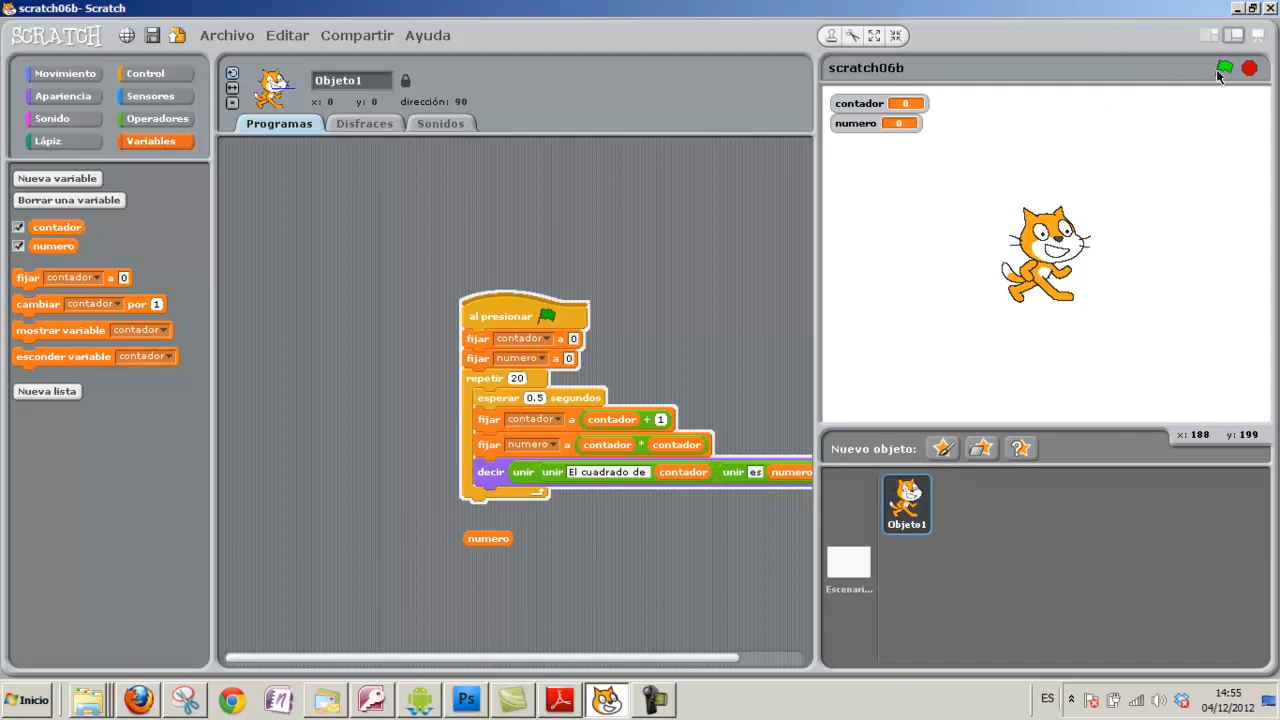 scratch06b- Scratch
SCRATCH Archivo Editar Compartir Ayuda
Movimiento Control
Apariencia Sensores
Sonido Operadores
Lápiz Variables
Nueva variable
Borrar una variable
contador
numero
fijar contador a 0
cambiar contador por 1
mostrar variable contador
esconder variable contador
Nueva lista
Objeto1
x: 0 y: 0 dirección: 90
Programas Disfraces Sonidos
al presionar
fijar contador a 0
fijar numero a 0
repetir 20
esperar 0.5 segundos
fijar contador a contador + 1
fijar numero a contador * contador
decir unir unir El cuadrado de contador unir es numero
numero
scratch06b
contador 0
numero 0
x: 188 y: 199
Nuevo objeto:
Objeto1
Escenari...
Inicio
Ps
ES
14:55
04/12/2012